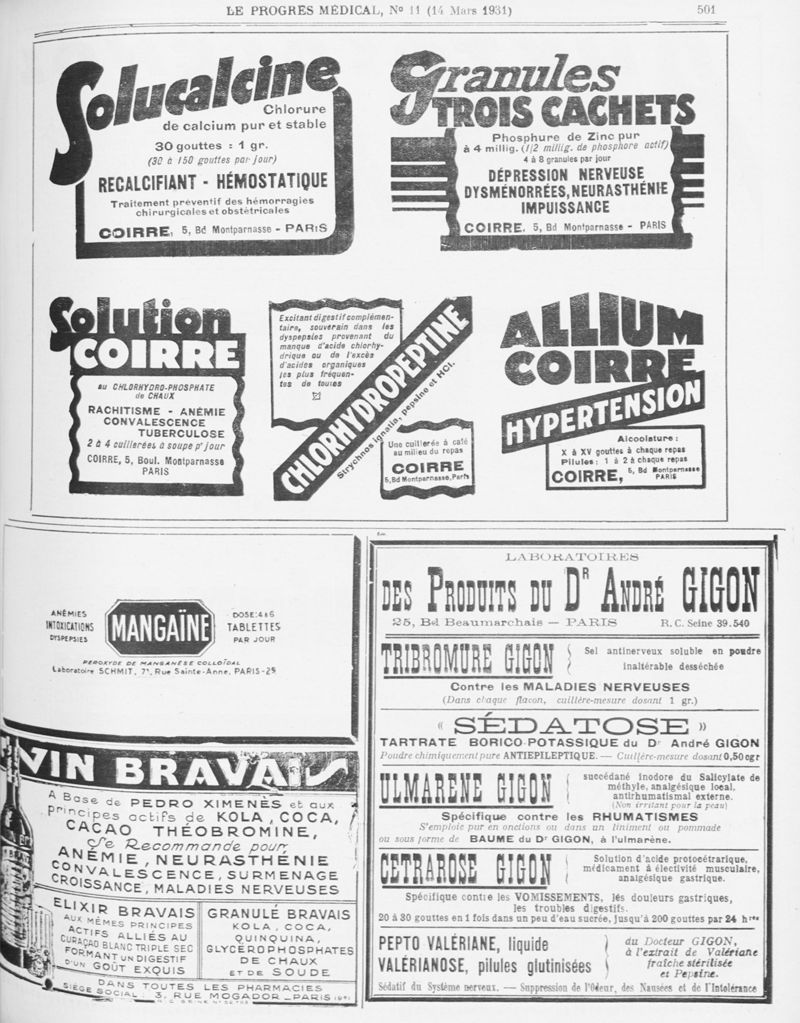 LE PROGRES MÉDICAL, No 11 (14 Mars 1931) 501
Solucalcine
Chlorure
de calcium pur et stable
30 gouttes : 1 gr.
(30 à 150 gouttes par jour)
RECALCIFIANT - HÉMOSTATIQUE
Traitement préventif des hémorragies
chirurgicales et obstétricales
COIRRE, 5, Bd Montparnasse - PARIS
Granules
TROIS CACHETS
Phosphure de Zinc pur
à 4 millig. (1/2 millig. de phosphore actif)
4 à 8 granules par jour
DÉPRESSION NERVEUSE
DYSMÉNORRÉES, NEURASTHÉNIE
IMPUISSANCE
COIRRE, 5, Bd Montparnasse - PARIS
Solution
COIRRE
au CHLORHYDRO-PHOSPHATE
de CHAUX
RACHITISME - ANÉMIE
CONVALESCENCE
TUBERCULOSE
2 à 4 cuillerées à soupe pr jour
COIRRE, 5, Boul. Montparnasse
PARIS
Excitant digestif complémen-
taire, souverain dans les
dyspepsies provenant du
manque d'acide chlorhy-
drique ou de l'excès
d'acides organiques
les plus fréquen-
tes de toutes
CHLORHYDROPEPTINE
Strychnos ignatia, pepsine et HCl.
Une cuillerée à café
au milieu du repas
COIRRE
5, Bd Montparnasse, Paris
ALLIUM
COIRRE
HYPERTENSION
Alcoolature :
X à XV gouttes à chaque repas
Pilules : 1 à 2 à chaque repas
COIRRE, 5, Bd Montparnasse
PARIS
ANÉMIES
INTOXICATIONS
DYSPEPSIES
MANGAÏNE
DOSE: 4 à 6
TABLETTES
PAR JOUR
PEROXYDE DE MANGANÈSE COLLOÏDAL
Laboratoire SCHMIT, 71, Rue Sainte-Anne, PARIS-2e
VIN BRAVAIS
A Base de PEDRO XIMENÈS et aux
principes actifs de KOLA, COCA,
CACAO THÉOBROMINE,
Se Recommande pour
ANÉMIE, NEURASTHÉNIE
CONVALESCENCE, SURMENAGE
CROISSANCE, MALADIES NERVEUSES
ELIXIR BRAVAIS
AUX MÊMES PRINCIPES
ACTIFS ALLIÉS AU
CURAÇAO BLANC TRIPLE SEC
FORMANT UN DIGESTIF
D'UN GOÛT EXQUIS
GRANULÉ BRAVAIS
KOLA, COCA,
QUINQUINA,
GLYCÉROPHOSPHATES
DE CHAUX
ET DE SOUDE
DANS TOUTES LES PHARMACIES
SIÈGE SOCIAL : 3, RUE MOGADOR - PARIS (9e)
LABORATOIRES
DES PRODUITS DU DR ANDRÉ GIGON
25, Bd Beaumarchais — PARIS R. C. Seine 39.540
TRIBROMURE GIGON
Sel antinerveux soluble en poudre
inaltérable desséchée
Contre les MALADIES NERVEUSES
(Dans chaque flacon, cuillère-mesure dosant 1 gr.)
« SÉDATOSE »
TARTRATE BORICO-POTASSIQUE du Dr André GIGON
Poudre chimiquement pure ANTIEPILEPTIQUE. — Cuillère-mesure dosant 0,50cgr
ULMARENE GIGON
succédané inodore du Salicylate de
méthyle, analgésique local,
antirhumatismal externe.
(Non irritant pour la peau)
Spécifique contre les RHUMATISMES
S'emploie pur en onctions ou dans un liniment ou pommade
ou sous forme de BAUME du Dr GIGON, à l'ulmarène.
CETRAROSE GIGON
Solution d'acide protocétrarique,
médicament à électivité musculaire,
analgésique gastrique.
Spécifique contre les VOMISSEMENTS, les douleurs gastriques,
les troubles digestifs.
20 à 30 gouttes en 1 fois dans un peu d'eau sucrée, jusqu'à 200 gouttes par 24 hres
PEPTO VALÉRIANE, liquide
VALÉRIANOSE, pilules glutinisées
du Docteur GIGON,
à l'extrait de Valériane
fraîche stérilisée
et Pepsine.
Sédatif du Système nerveux. — Suppression de l'Odeur, des Nausées et de l'Intolérance